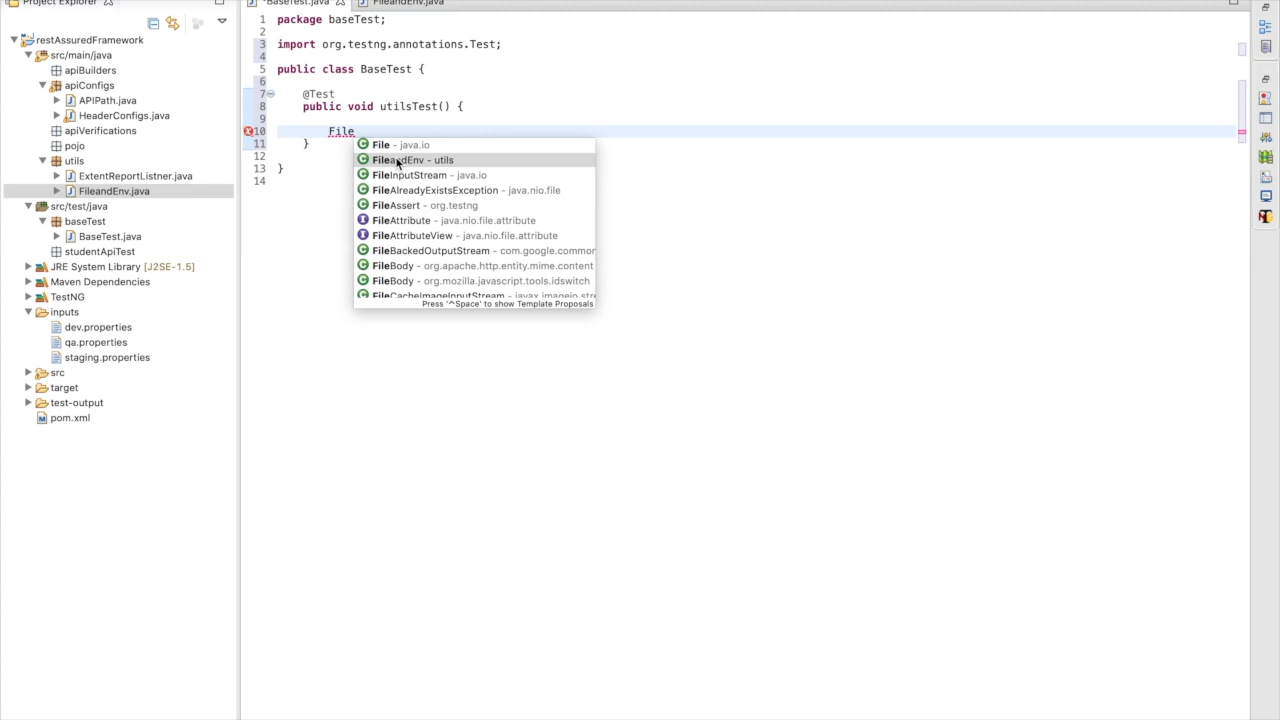 Project Explorer
restAssuredFramework
src/main/java
apiBuilders
apiConfigs
APIPath.java
HeaderConfigs.java
apiVerifications
pojo
utils
ExtentReportListner.java
FileandEnv.java
src/test/java
baseTest
BaseTest.java
studentApiTest
JRE System Library [J2SE-1.5]
Maven Dependencies
TestNG
inputs
dev.properties
qa.properties
staging.properties
src
target
test-output
pom.xml
*BaseTest.java
FileandEnv.java
1 package baseTest;
2
3 import org.testng.annotations.Test;
4
5 public class BaseTest {
6
7 @Test
8 public void utilsTest() {
9
10 File
11 }
12
13 }
14
File - java.io
FileandEnv - utils
FileInputStream - java.io
FileAlreadyExistsException - java.nio.file
FileAssert - org.testng
FileAttribute - java.nio.file.attribute
FileAttributeView - java.nio.file.attribute
FileBackedOutputStream - com.google.common
FileBody - org.apache.http.entity.mime.content
FileBody - org.mozilla.javascript.tools.idswitch
FileCacheImageInputStream - javax.imageio.stre
Press '^Space' to show Template Proposals